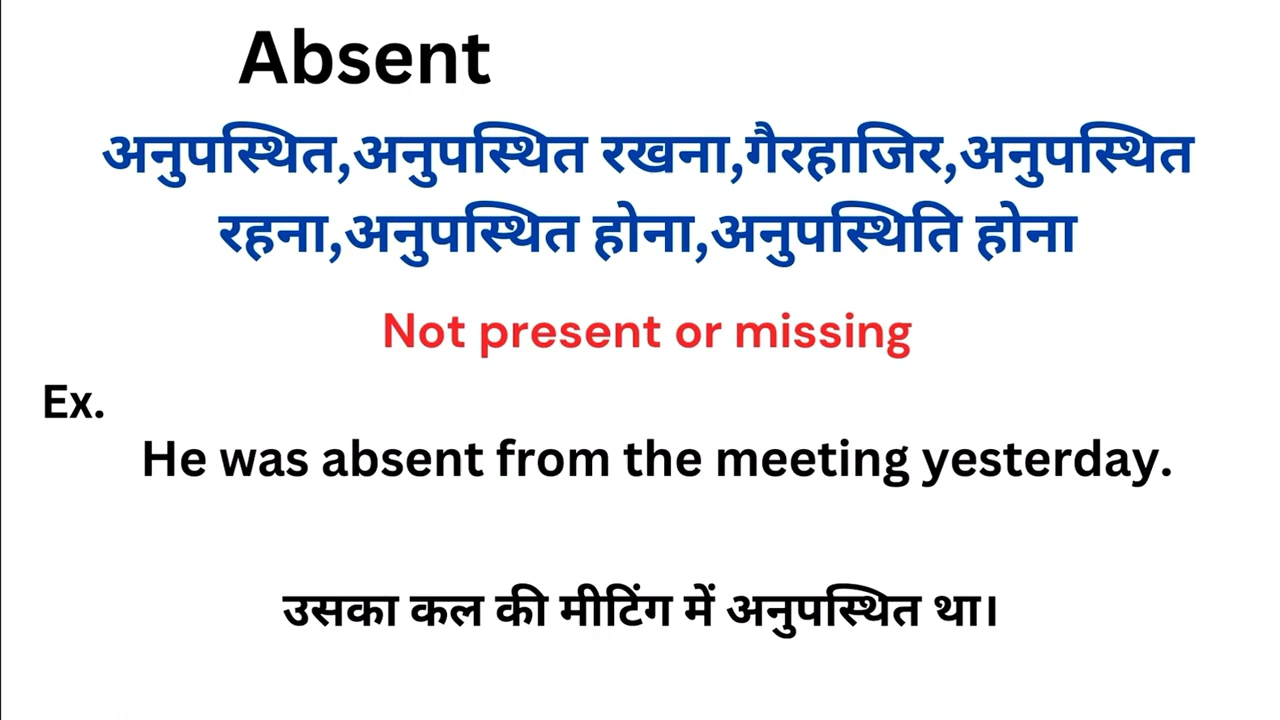 Absent
अनुपस्थित,अनुपस्थित रखना,गैरहाजिर,अनुपस्थित
रहना,अनुपस्थित होना,अनुपस्थिति होना
Not present or missing
Ex.
He was absent from the meeting yesterday.
उसका कल की मीटिंग में अनुपस्थित था।